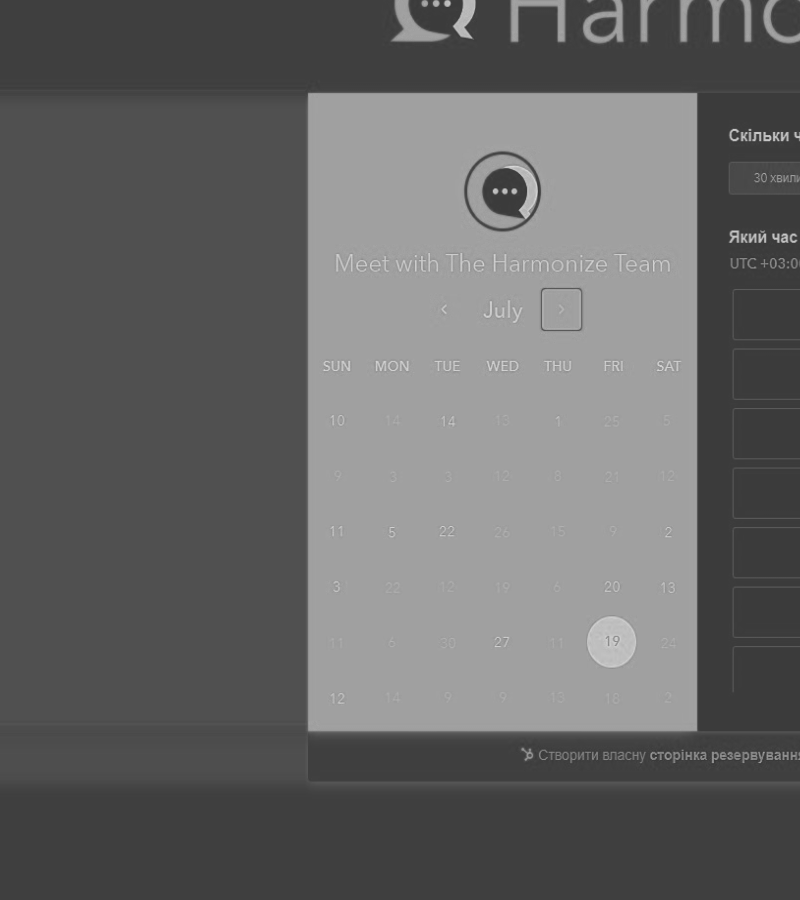 Harmo
Meet with The Harmonize Team
July
SUN MON TUE WED THU FRI SAT
10 14 14 13 1 25 5
9 3 3 12 8 21 12
11 5 22 26 15 9 2
3 22 12 19 6 20 13
11 6 30 27 11 19 24
12 14 9 9 13 18 2
Скільки ч
30 хвили
Який час
UTC +03:00
Створити власну сторінка резервування